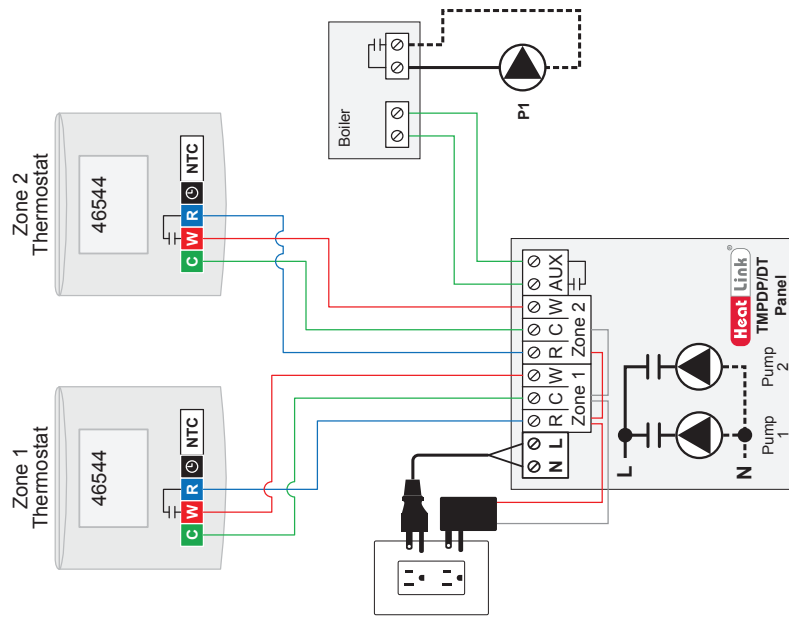 Zone 1
Thermostat
46544
C W R NTC
Zone 2
Thermostat
46544
C W R NTC
Boiler
P1
N L R C W R C W AUX
Zone 1 Zone 2
L
N
Pump
1
Pump
2
Heat Link®
TMPDP/DT
Panel